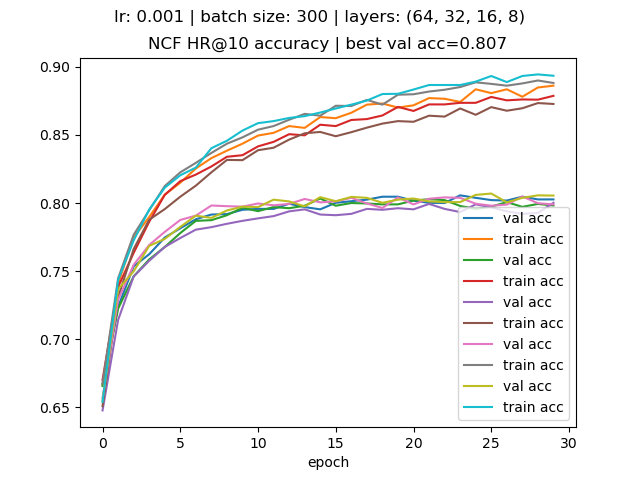 lr: 0.001 | batch size: 300 | layers: (64, 32, 16, 8)
NCF HR@10 accuracy | best val acc=0.807
0.90
0.85
0.80
0.75
0.70
0.65
val acc
train acc
val acc
train acc
val acc
train acc
val acc
train acc
val acc
train acc
0 5 10 15 20 25 30
epoch